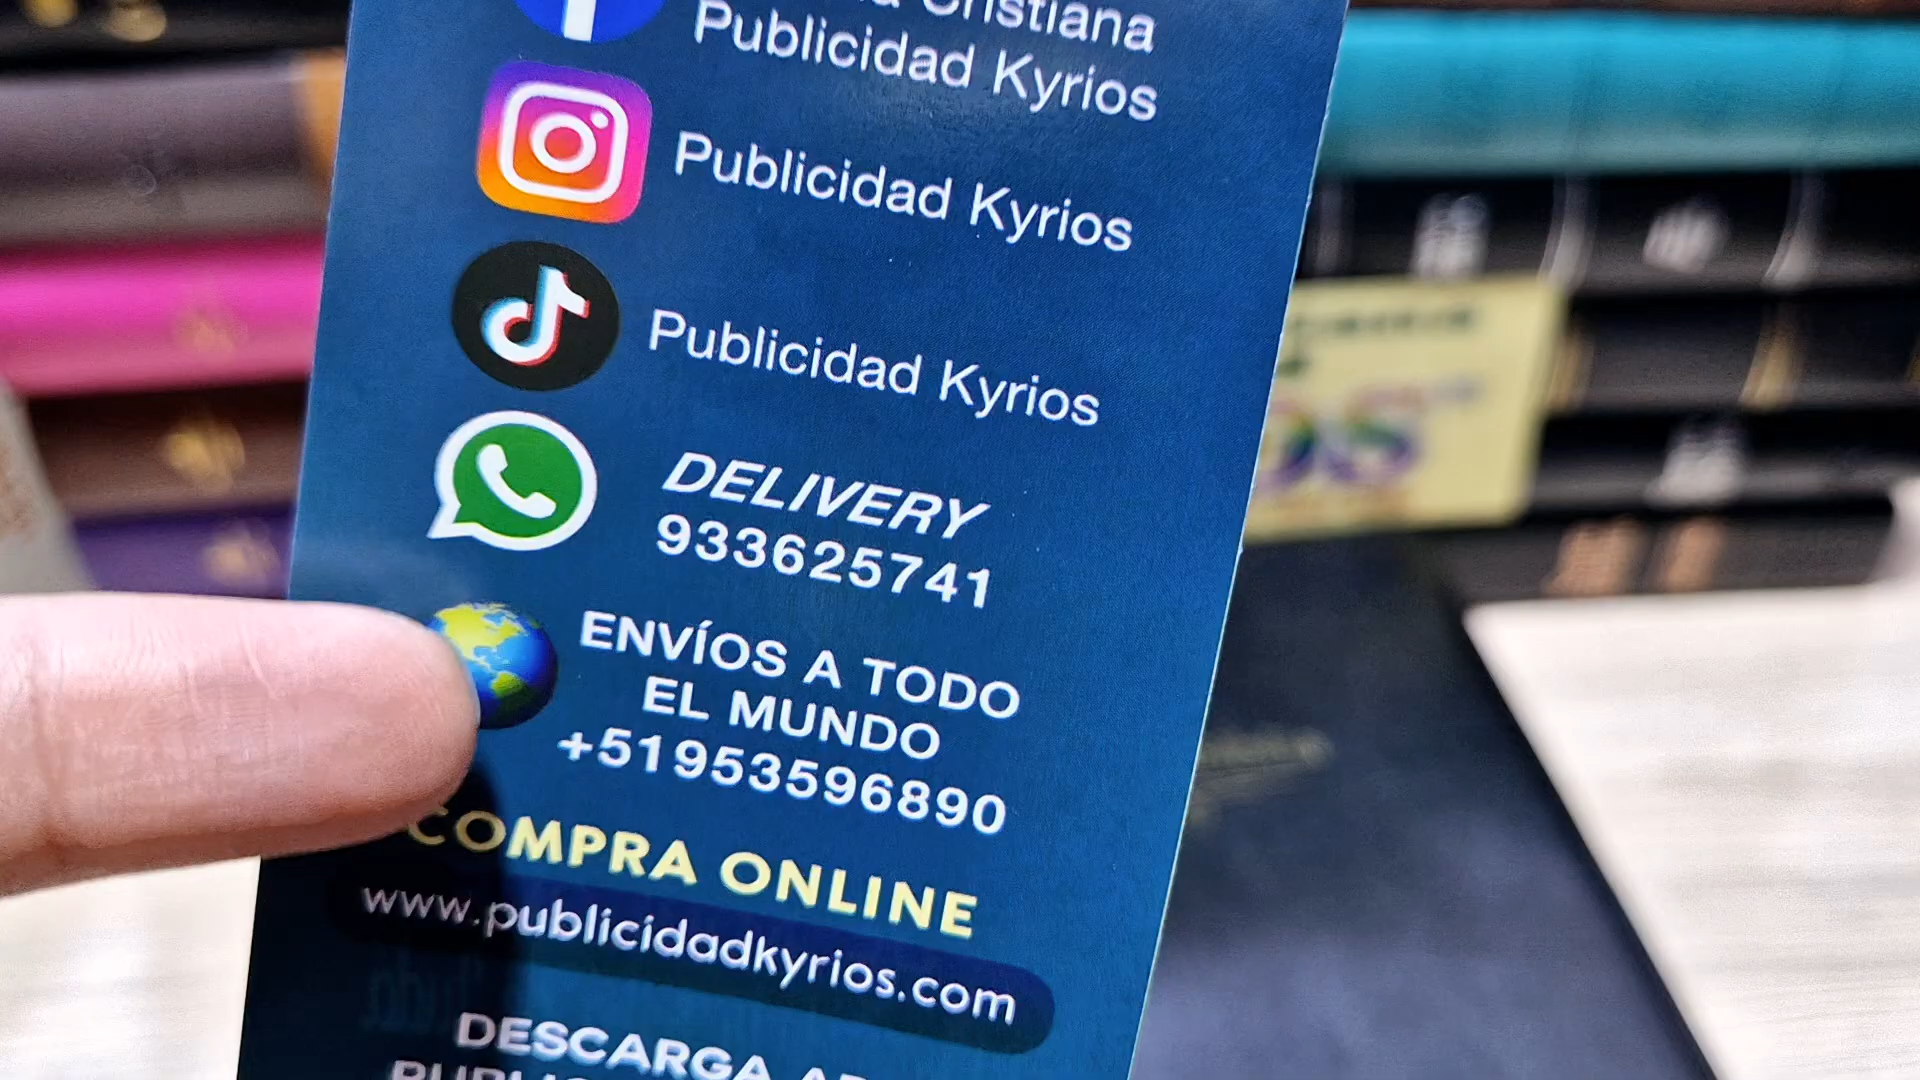 Cristiana
Publicidad Kyrios
Publicidad Kyrios
Publicidad Kyrios
DELIVERY
933625741
ENVÍOS A TODO
EL MUNDO
+51953596890
COMPRA ONLINE
www.publicidadkyrios.com
DESCARGA